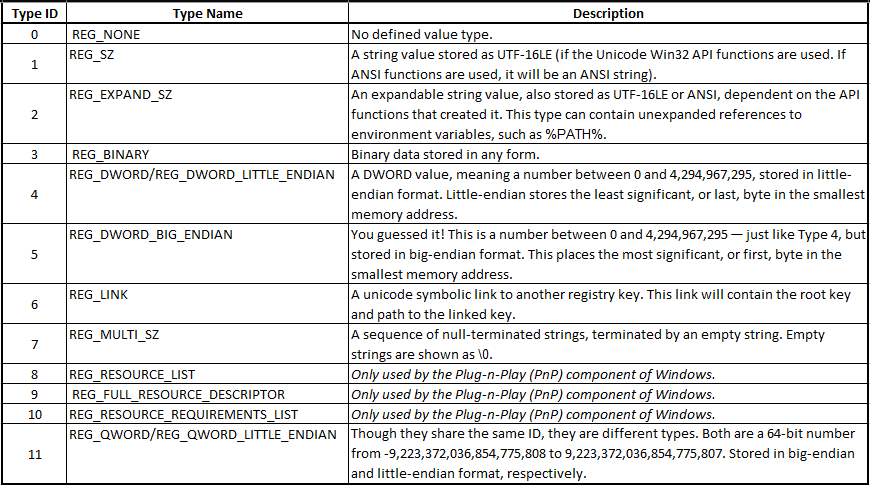 Type ID Type Name Description
0 REG_NONE No defined value type.
1 REG_SZ A string value stored as UTF-16LE (if the Unicode Win32 API functions are used. If
ANSI functions are used, it will be an ANSI string).
2 REG_EXPAND_SZ An expandable string value, also stored as UTF-16LE or ANSI, dependent on the API
functions that created it. This type can contain unexpanded references to
environment variables, such as %PATH%.
3 REG_BINARY Binary data stored in any form.
4 REG_DWORD/REG_DWORD_LITTLE_ENDIAN A DWORD value, meaning a number between 0 and 4,294,967,295, stored in little-
endian format. Little-endian stores the least significant, or last, byte in the smallest
memory address.
5 REG_DWORD_BIG_ENDIAN You guessed it! This is a number between 0 and 4,294,967,295 — just like Type 4, but
stored in big-endian format. This places the most significant, or first, byte in the
smallest memory address.
6 REG_LINK A unicode symbolic link to another registry key. This link will contain the root key
and path to the linked key.
7 REG_MULTI_SZ A sequence of null-terminated strings, terminated by an empty string. Empty
strings are shown as \0.
8 REG_RESOURCE_LIST Only used by the Plug-n-Play (PnP) component of Windows.
9 REG_FULL_RESOURCE_DESCRIPTOR Only used by the Plug-n-Play (PnP) component of Windows.
10 REG_RESOURCE_REQUIREMENTS_LIST Only used by the Plug-n-Play (PnP) component of Windows.
11 REG_QWORD/REG_QWORD_LITTLE_ENDIAN Though they share the same ID, they are different types. Both are a 64-bit number
from -9,223,372,036,854,775,808 to 9,223,372,036,854,775,807. Stored in big-endian
and little-endian format, respectively.